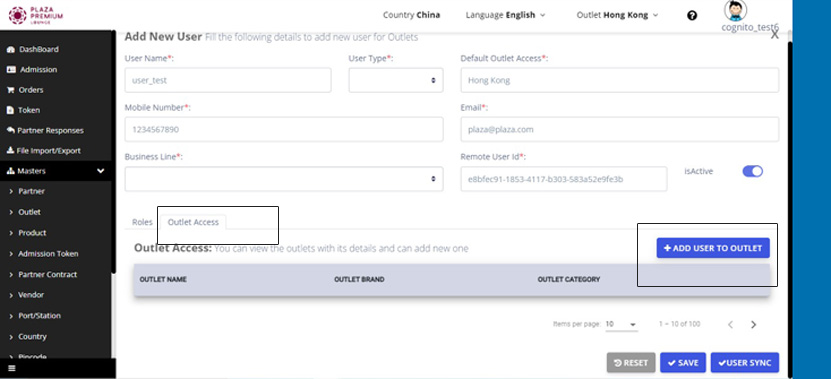 PLAZA
PREMIUM
LOUNGE
Country China
Language English
Outlet Hong Kong
cognito_test6
X
DashBoard
Admission
Orders
Token
Partner Responses
File Import/Export
Masters
Partner
Outlet
Product
Admission Token
Partner Contract
Vendor
Port/Station
Country
Pincode
Add New User Fill the following details to add new user for Outlets
User Name*:
User Type*:
Default Outlet Access*:
user_test
Hong Kong
Mobile Number*:
Email*:
1234567890
plaza@plaza.com
Business Line*:
Remote User Id*:
e8bfec91-1853-4117-b303-583a52e9fe3b
isActive
Roles
Outlet Access
Outlet Access: You can view the outlets with its details and can add new one
+ ADD USER TO OUTLET
OUTLET NAME
OUTLET BRAND
OUTLET CATEGORY
Items per page: 10
1 – 10 of 100
RESET
SAVE
USER SYNC